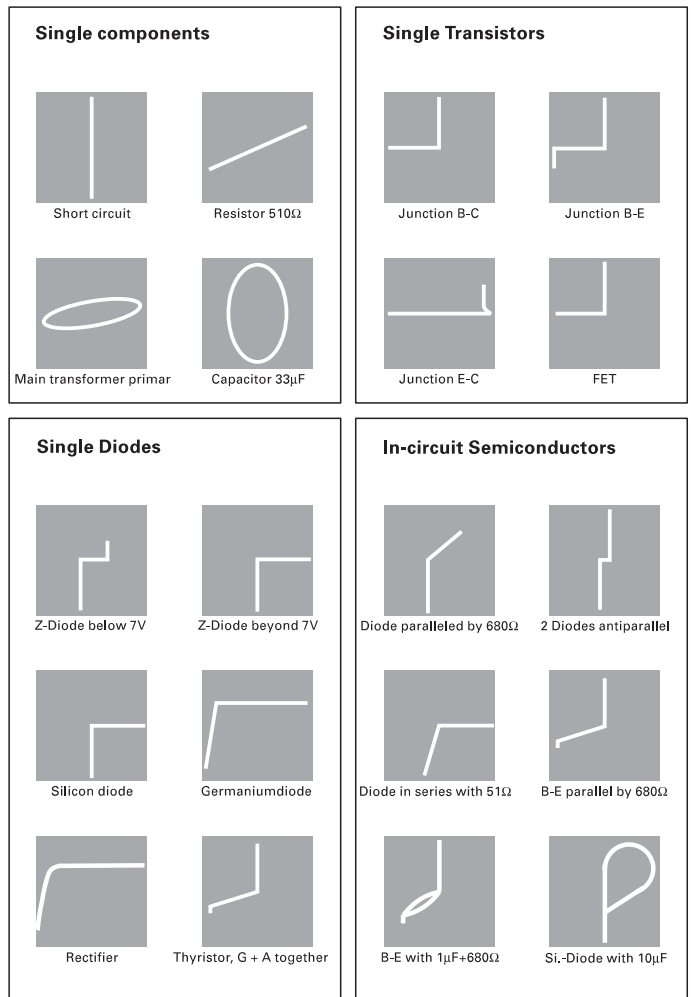 Single components
Short circuit
Resistor 510Ω
Main transformer primar
Capacitor 33µF
Single Transistors
Junction B-C
Junction B-E
Junction E-C
FET
Single Diodes
Z-Diode below 7V
Z-Diode beyond 7V
Silicon diode
Germaniumdiode
Rectifier
Thyristor, G + A together
In-circuit Semiconductors
Diode paralleled by 680Ω
2 Diodes antiparallel
Diode in series with 51Ω
B-E parallel by 680Ω
B-E with 1µF+680Ω
Si.-Diode with 10µF